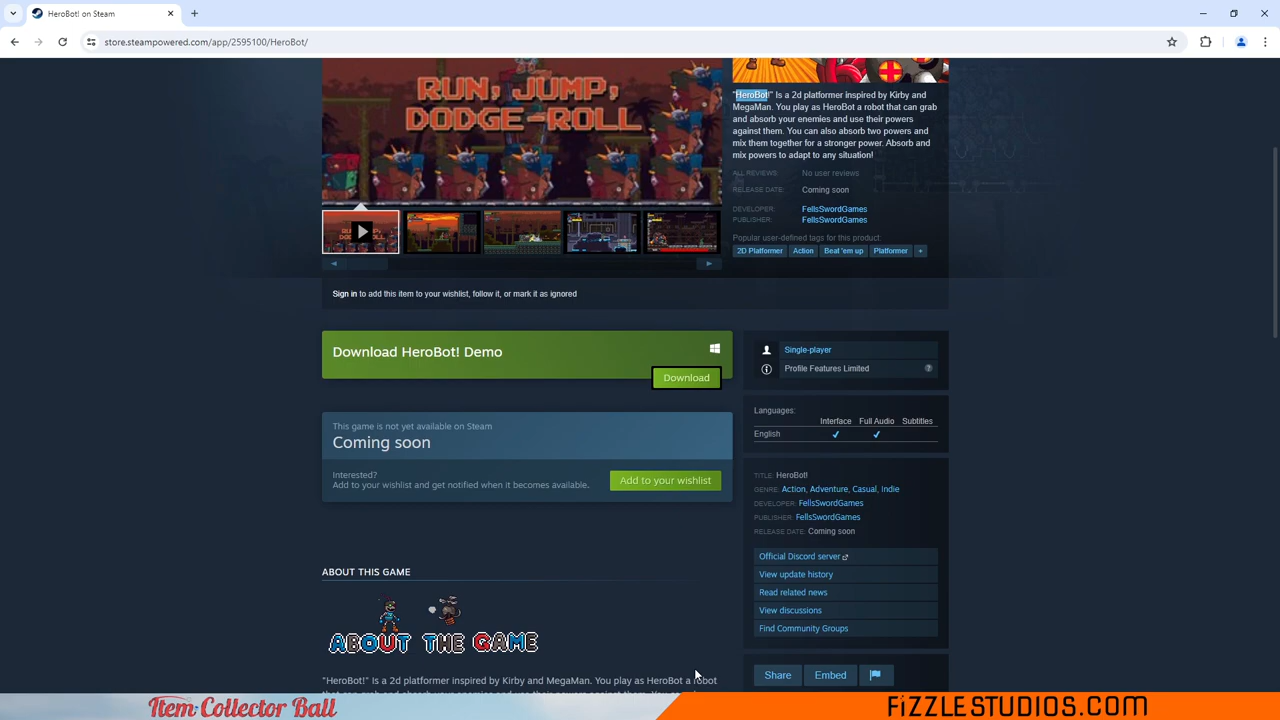 HeroBot! on Steam
store.steampowered.com/app/2595100/HeroBot/
RUN, JUMP,
DODGE-ROLL
"HeroBot!" Is a 2d platformer inspired by Kirby and
MegaMan. You play as HeroBot a robot that can grab
and absorb your enemies and use their powers
against them. You can also absorb two powers and
mix them together for a stronger power. Absorb and
mix powers to adapt to any situation!
ALL REVIEWS: No user reviews
RELEASE DATE: Coming soon
DEVELOPER: FellsSwordGames
PUBLISHER: FellsSwordGames
Popular user-defined tags for this product:
2D Platformer Action Beat 'em up Platformer +
Sign in to add this item to your wishlist, follow it, or mark it as ignored
Download HeroBot! Demo
Download
This game is not yet available on Steam
Coming soon
Interested?
Add to your wishlist and get notified when it becomes available.
Add to your wishlist
ABOUT THIS GAME
ABOUT THE GAME
"HeroBot!" Is a 2d platformer inspired by Kirby and MegaMan. You play as HeroBot a robot
Single-player
Profile Features Limited ?
Languages:
Interface Full Audio Subtitles
English ✔ ✔
TITLE: HeroBot!
GENRE: Action, Adventure, Casual, Indie
DEVELOPER: FellsSwordGames
PUBLISHER: FellsSwordGames
RELEASE DATE: Coming soon
Official Discord server
View update history
Read related news
View discussions
Find Community Groups
Share Embed
Item Collector Ball
FIZZLESTUDIOS.COM